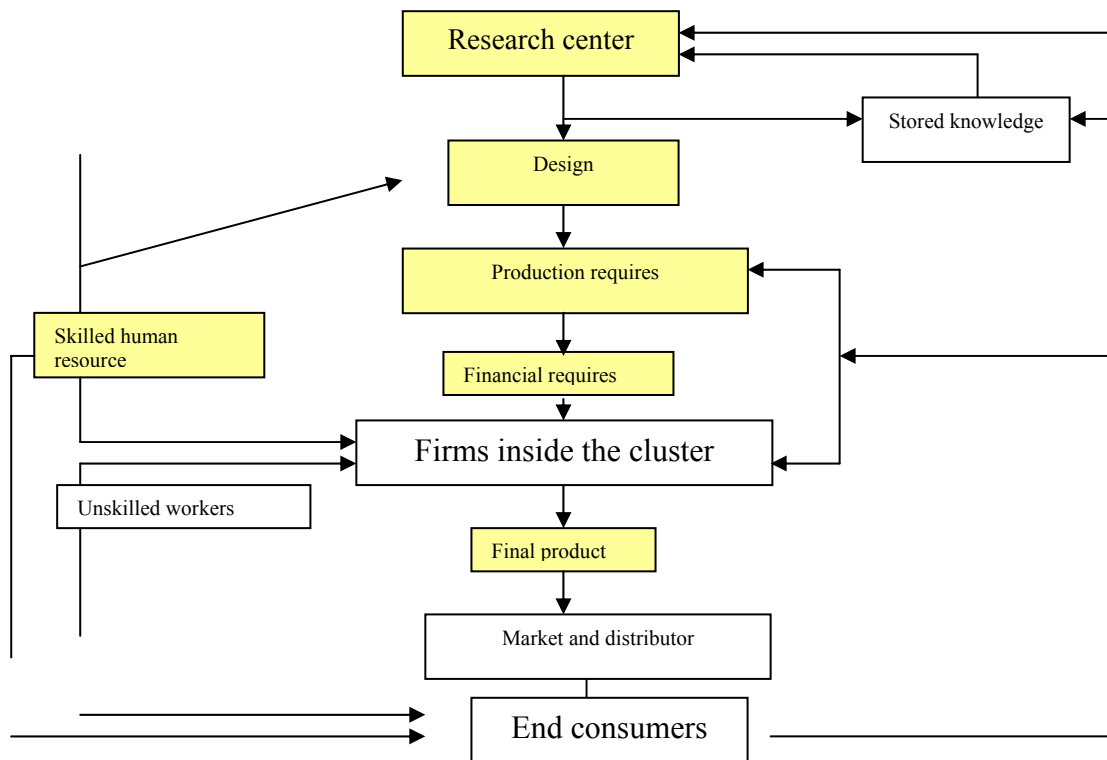 Research center
Stored knowledge
Design
Production requires
Skilled human
resource
Financial requires
Firms inside the cluster
Unskilled workers
Final product
Market and distributor
End consumers